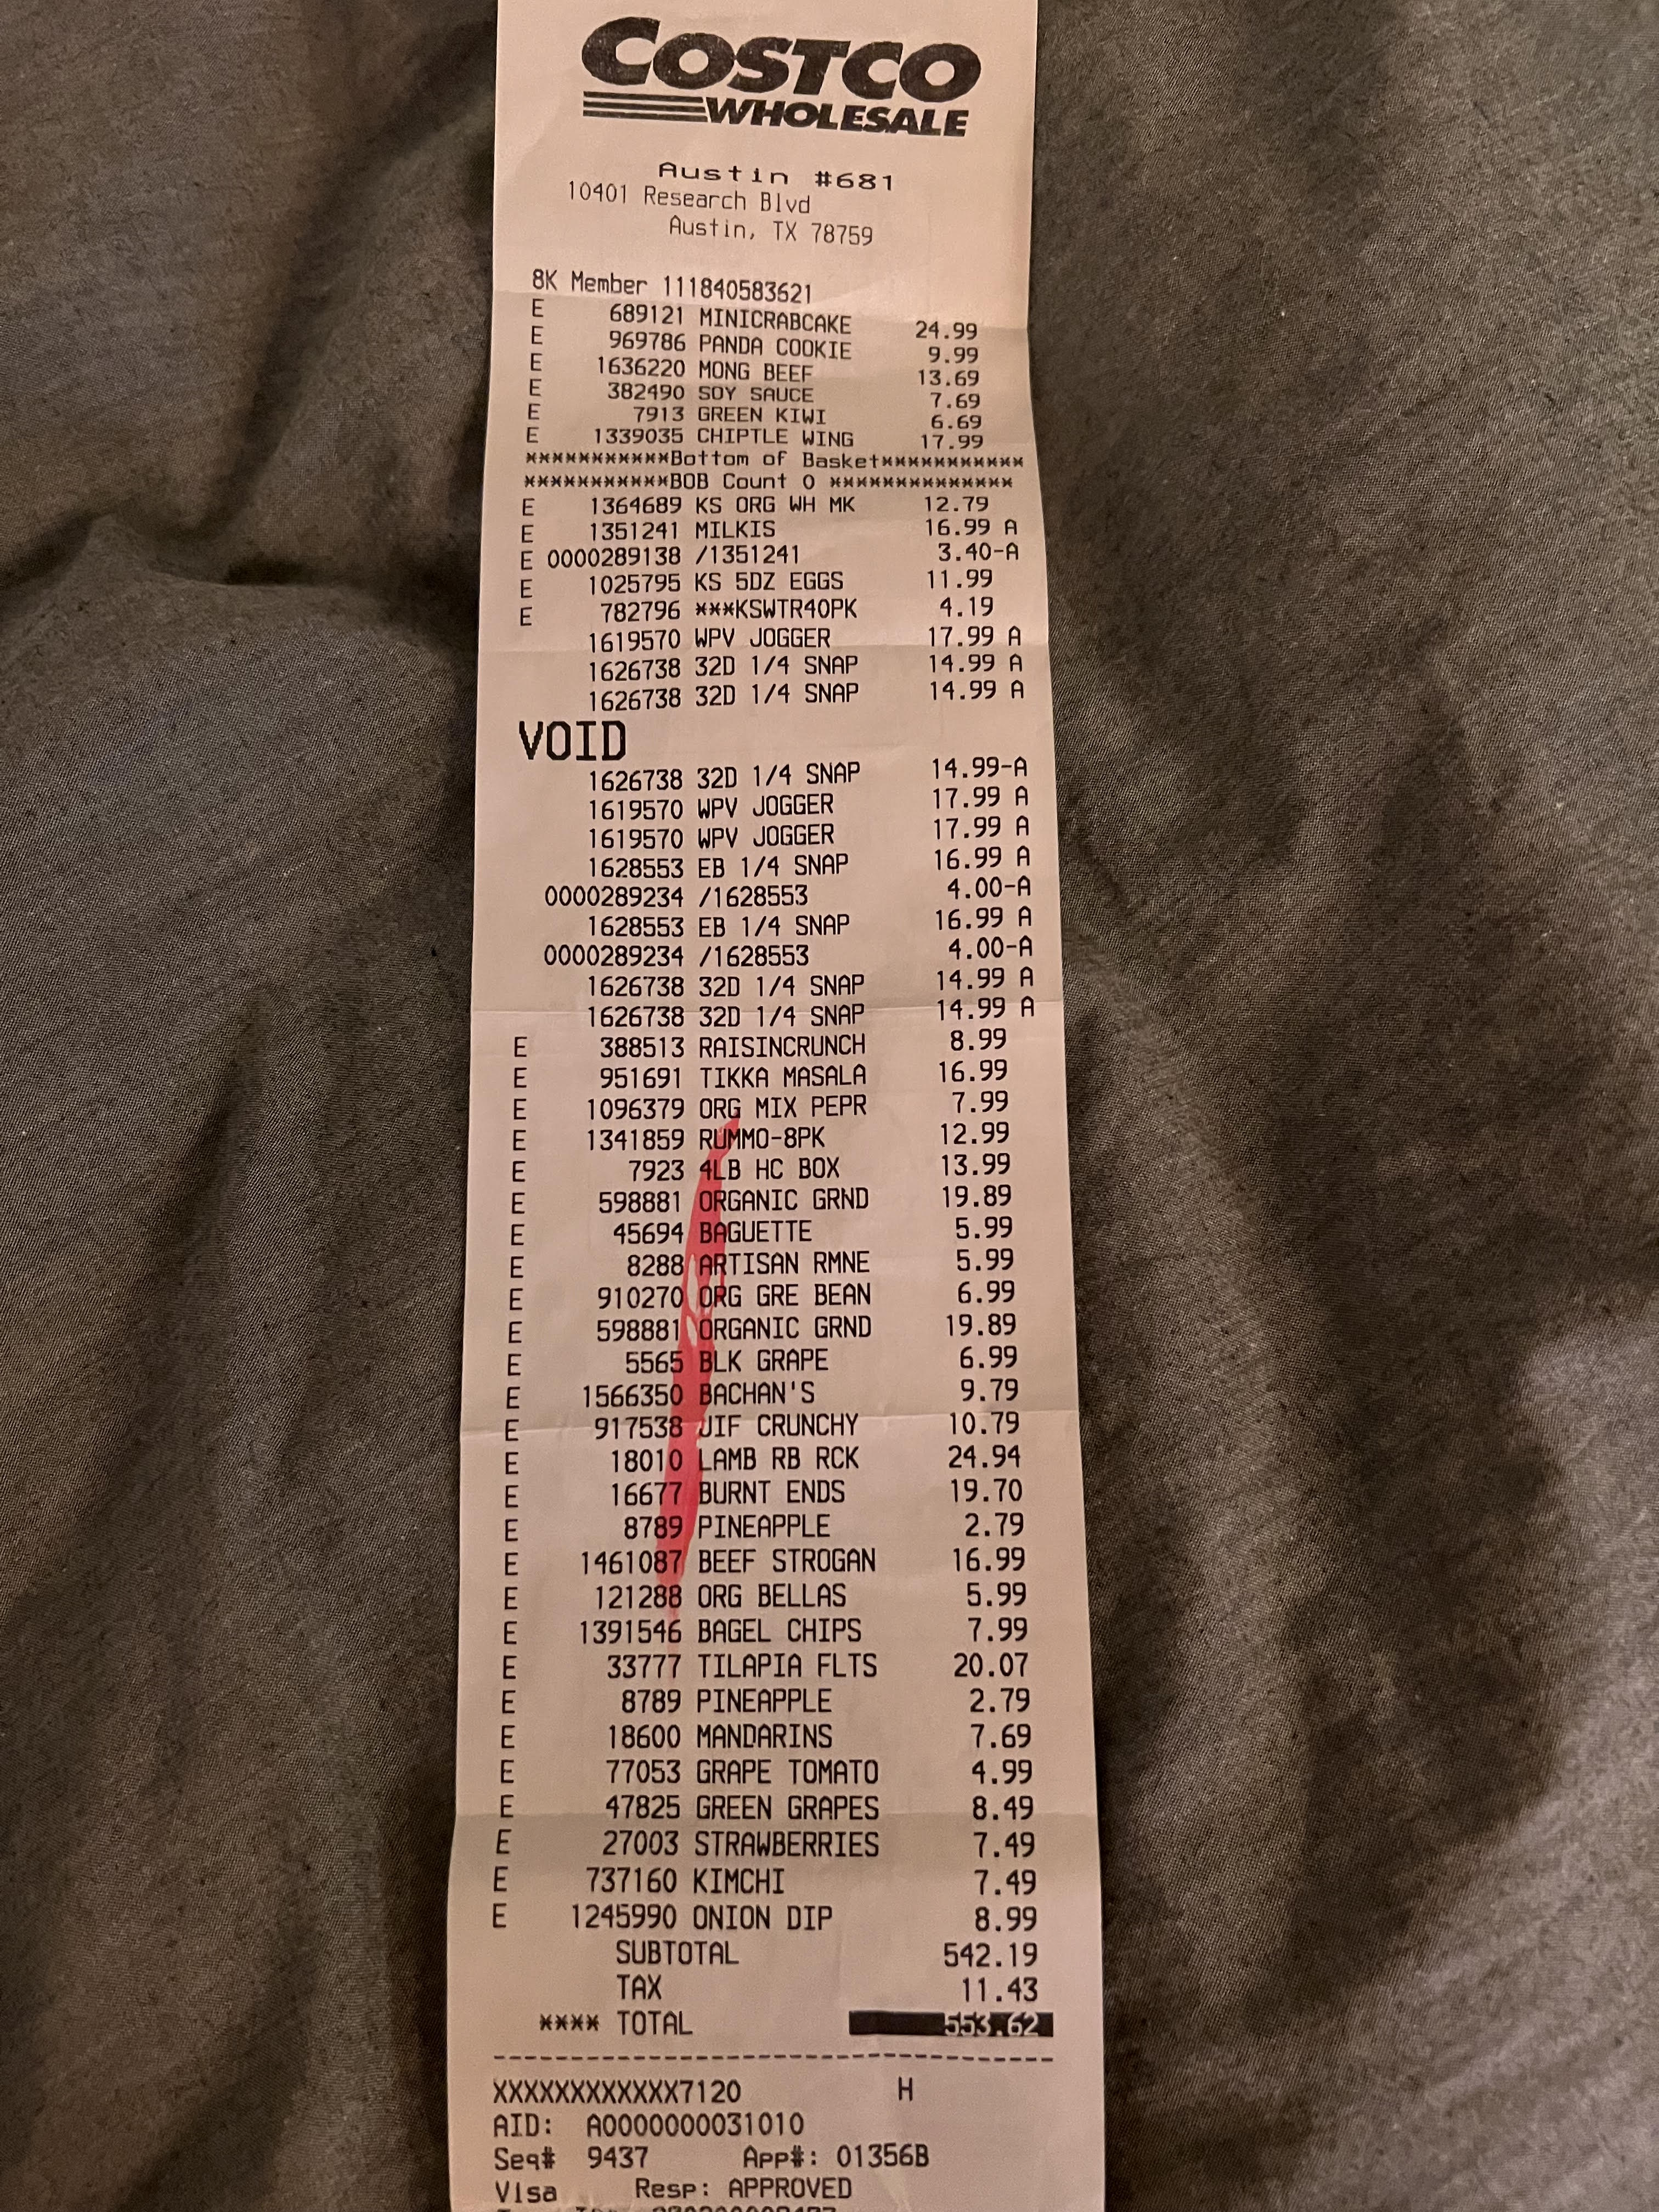 COSTCO
WHOLESALE
Austin #681
10401 Research Blvd
Austin, TX 78759
8K Member 111840583621
E 689121 MINICRABCAKE 24.99
E 969786 PANDA COOKIE 9.99
E 1636220 MONG BEEF 13.69
E 382490 SOY SAUCE 7.69
E 7913 GREEN KIWI 6.69
E 1339035 CHIPTLE WING 17.99
***********Bottom of Basket***********
***********BOB Count 0 **************
E 1364689 KS ORG WH MK 12.79
E 1351241 MILKIS 16.99 A
E 0000289138 /1351241 3.40-A
E 1025795 KS 5DZ EGGS 11.99
E 782796 ***KSWTR40PK 4.19
1619570 WPV JOGGER 17.99 A
1626738 32D 1/4 SNAP 14.99 A
1626738 32D 1/4 SNAP 14.99 A
VOID
1626738 32D 1/4 SNAP 14.99-A
1619570 WPV JOGGER 17.99 A
1619570 WPV JOGGER 17.99 A
1628553 EB 1/4 SNAP 16.99 A
0000289234 /1628553 4.00-A
1628553 EB 1/4 SNAP 16.99 A
0000289234 /1628553 4.00-A
1626738 32D 1/4 SNAP 14.99 A
1626738 32D 1/4 SNAP 14.99 A
E 388513 RAISINCRUNCH 8.99
E 951691 TIKKA MASALA 16.99
E 1096379 ORG MIX PEPR 7.99
E 1341859 RUMMO-8PK 12.99
E 7923 4LB HC BOX 13.99
E 598881 ORGANIC GRND 19.89
E 45694 BAGUETTE 5.99
E 8288 ARTISAN RMNE 5.99
E 910270 ORG GRE BEAN 6.99
E 598881 ORGANIC GRND 19.89
E 5565 BLK GRAPE 6.99
E 1566350 BACHAN'S 9.79
E 917538 JIF CRUNCHY 10.79
E 18010 LAMB RB RCK 24.94
E 16677 BURNT ENDS 19.70
E 8789 PINEAPPLE 2.79
E 1461087 BEEF STROGAN 16.99
E 121288 ORG BELLAS 5.99
E 1391546 BAGEL CHIPS 7.99
E 33777 TILAPIA FLTS 20.07
E 8789 PINEAPPLE 2.79
E 18600 MANDARINS 7.69
E 77053 GRAPE TOMATO 4.99
E 47825 GREEN GRAPES 8.49
E 27003 STRAWBERRIES 7.49
E 737160 KIMCHI 7.49
E 1245990 ONION DIP 8.99
SUBTOTAL 542.19
TAX 11.43
**** TOTAL 553.62
XXXXXXXXXXXX7120 H
AID: A0000000031010
Seq# 9437 App#: 01356B
Visa Resp: APPROVED